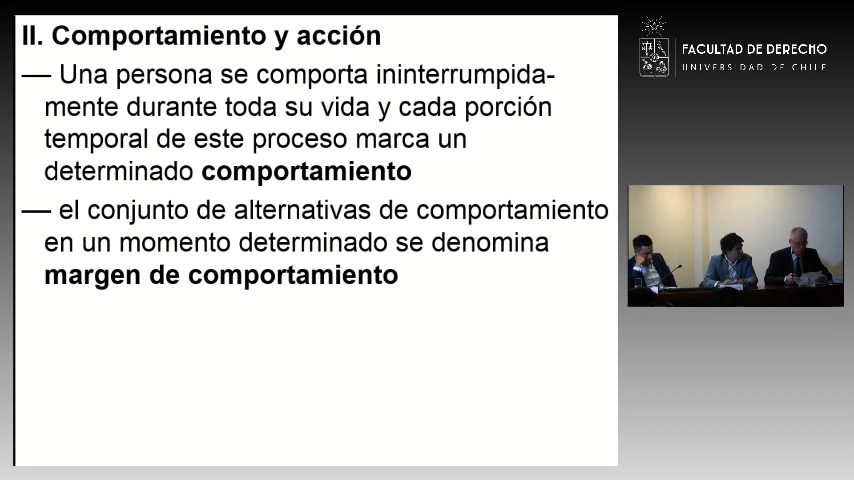 II. Comportamiento y acción
— Una persona se comporta ininterrumpida-
mente durante toda su vida y cada porción
temporal de este proceso marca un
determinado comportamiento
— el conjunto de alternativas de comportamiento
en un momento determinado se denomina
margen de comportamiento
FACULTAD DE DERECHO
UNIVERSIDAD DE CHILE